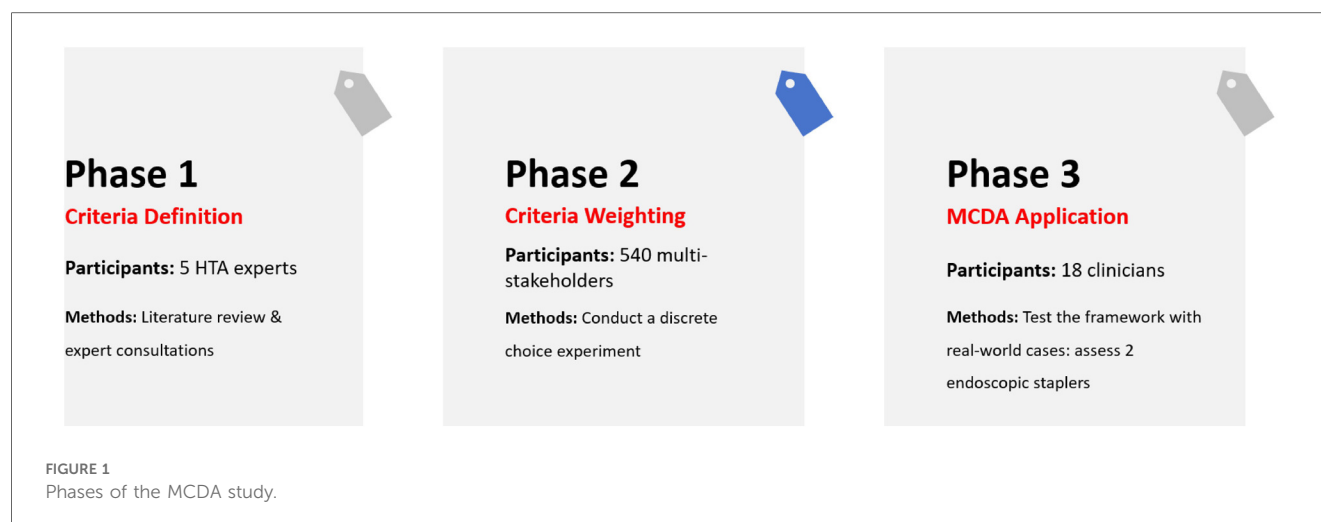 Phase 1
Criteria Definition
Participants: 5 HTA experts
Methods: Literature review &
expert consultations
Phase 2
Criteria Weighting
Participants: 540 multi-
stakeholders
Methods: Conduct a discrete
choice experiment
Phase 3
MCDA Application
Participants: 18 clinicians
Methods: Test the framework with
real-world cases: assess 2
endoscopic staplers
FIGURE 1
Phases of the MCDA study.